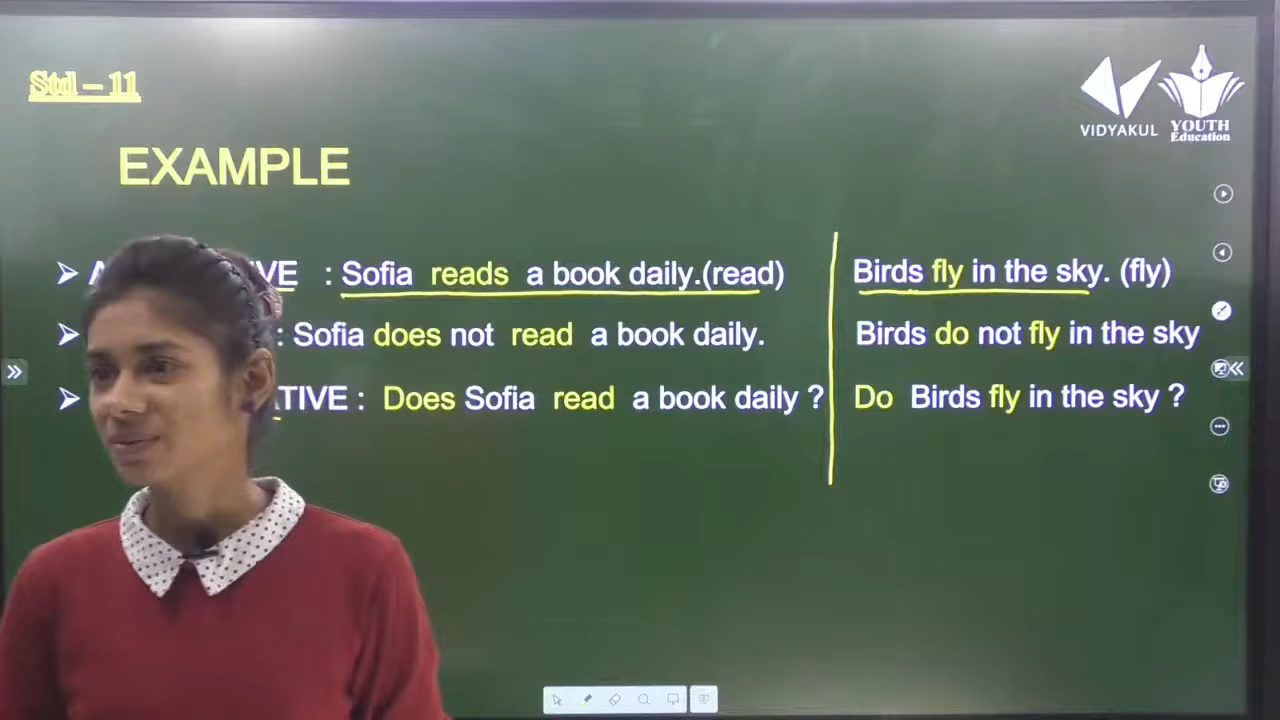 Std – 11
VIDYAKUL
YOUTH
Education
EXAMPLE
: Sofia reads a book daily.(read) Birds fly in the sky. (fly)
: Sofia does not read a book daily. Birds do not fly in the sky
: Does Sofia read a book daily ? Do Birds fly in the sky ?